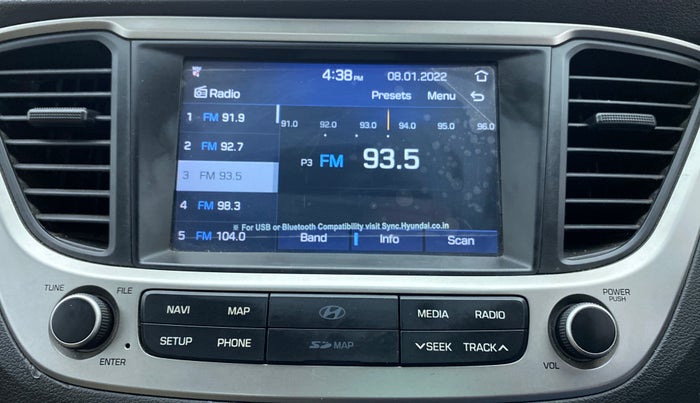 4:38 PM 08.01.2022
Radio Presets Menu
1 FM 91.9
91.0 92.0 93.0 94.0 95.0 96.0
2 FM 92.7
P3 FM 93.5
3 FM 93.5
4 FM 98.3
※ For USB or Bluetooth Compatibility visit Sync.Hyundai.co.in
5 FM 104.0 Band Info Scan
TUNE FILE
POWER PUSH
NAVI MAP
MEDIA RADIO
SETUP PHONE
SD MAP
SEEK TRACK
ENTER
VOL